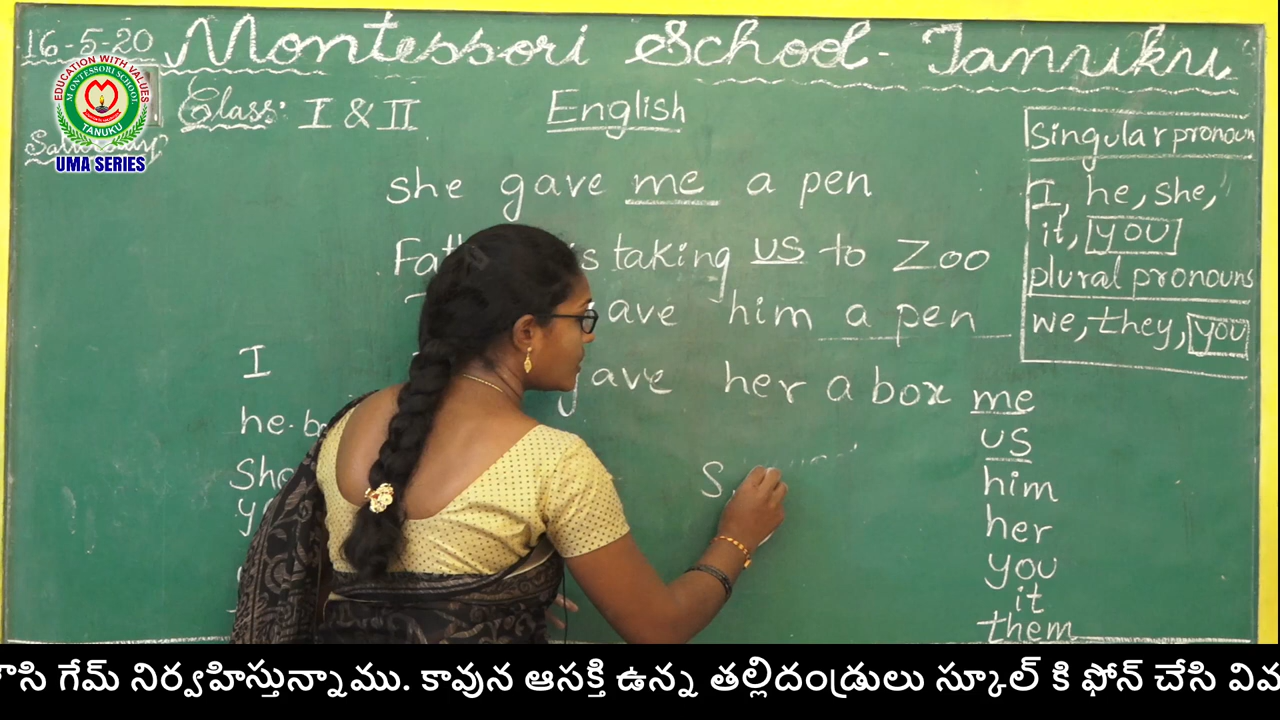 16-5-20 Montessori School - Tanuku
EDUCATION WITH VALUES
MONTESSORI SCHOOL
TANUKU
UMA SERIES
Class: I & II
English
she gave me a pen
is taking us to Zoo
gave him a pen
gave her a box
I
he
She
S
me
us
him
her
you
it
them
Singular pronoun
I, he, she,
it, you
plural pronouns
we, they, you
గేమ్ నిర్వహిస్తున్నాము. కావున ఆసక్తి ఉన్న తల్లిదండ్రులు స్కూల్ కి ఫోన్ చేసి